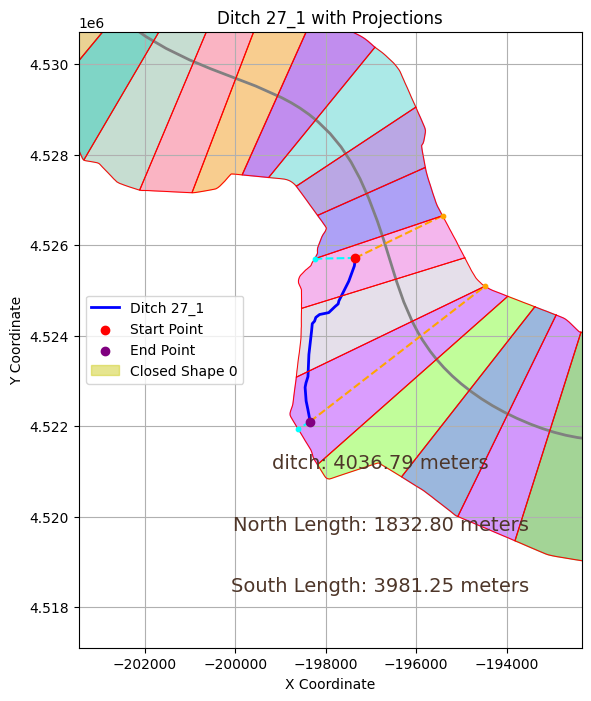 Ditch 27_1 with Projections
1e6
4.530
4.528
4.526
4.524
4.522
4.520
4.518
Y Coordinate
Ditch 27_1
Start Point
End Point
Closed Shape 0
ditch: 4036.79 meters
North Length: 1832.80 meters
South Length: 3981.25 meters
−202000 −200000 −198000 −196000 −194000
X Coordinate